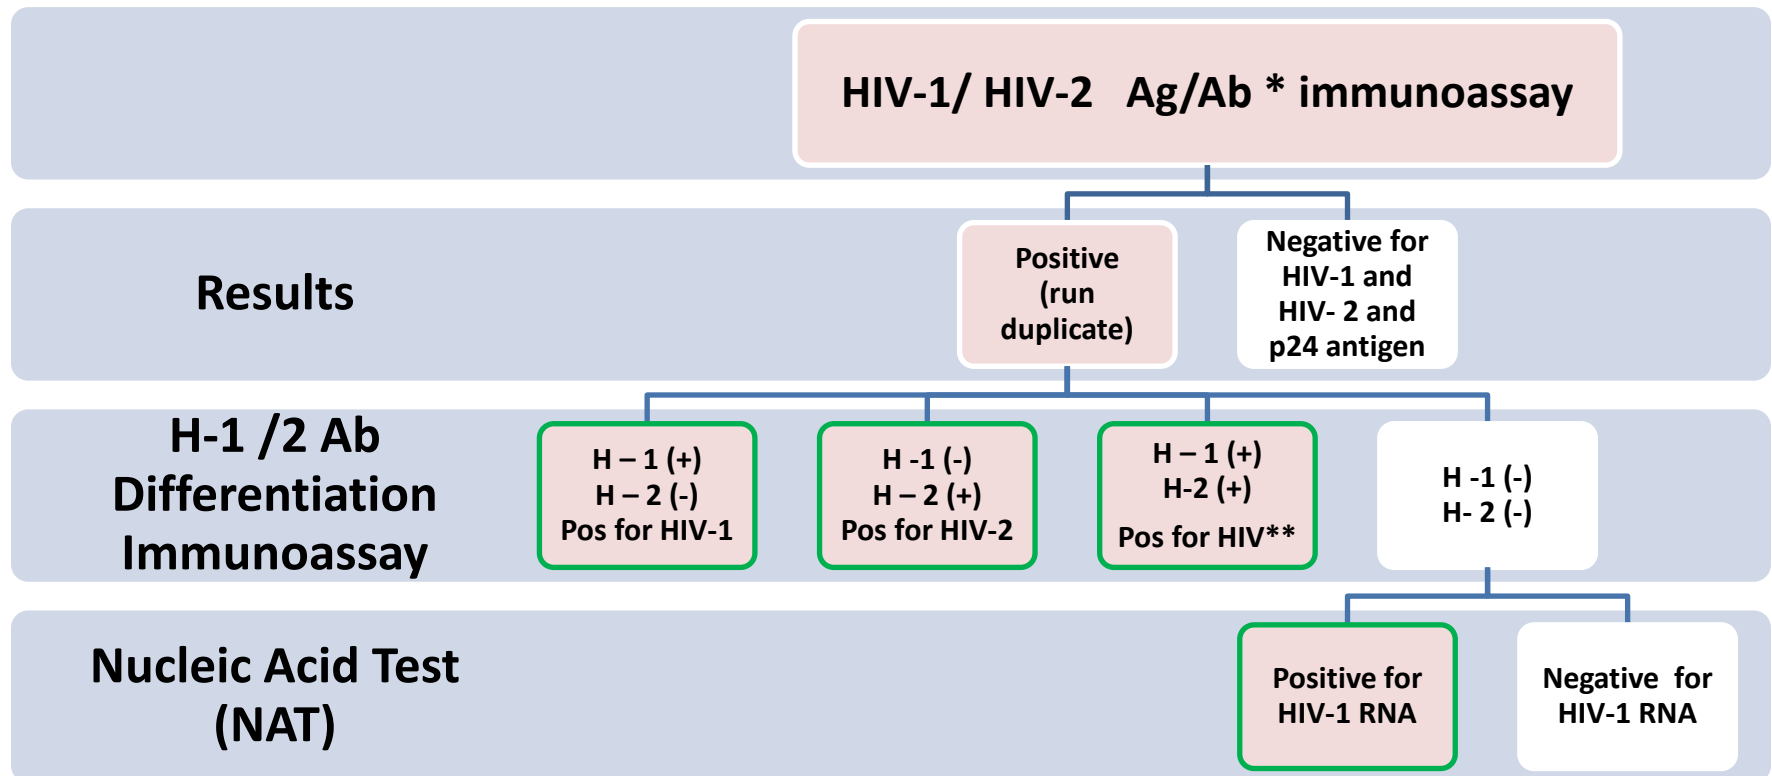 HIV-1/ HIV-2 Ag/Ab * immunoassay
Results
Positive
(run
duplicate)
Negative for
HIV-1 and
HIV- 2 and
p24 antigen
H-1 /2 Ab
Differentiation
Immunoassay
H – 1 (+)
H – 2 (-)
Pos for HIV-1
H -1 (-)
H – 2 (+)
Pos for HIV-2
H – 1 (+)
H-2 (+)
Pos for HIV**
H -1 (-)
H- 2 (-)
Nucleic Acid Test
(NAT)
Positive for
HIV-1 RNA
Negative for
HIV-1 RNA